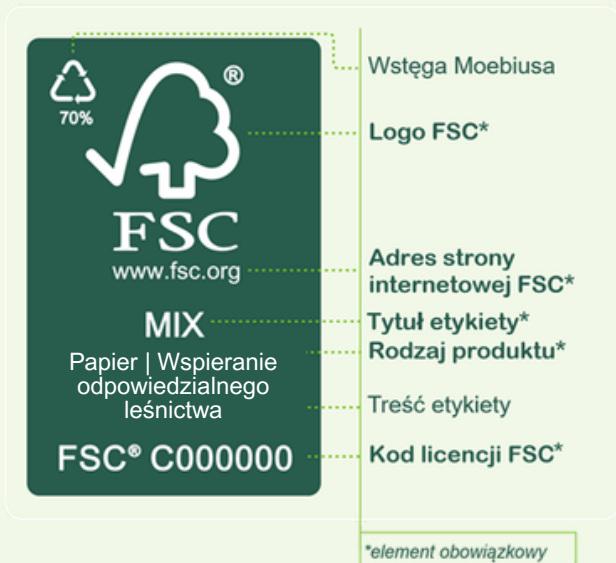 70%
®
FSC
www.fsc.org
MIX
Papier | Wspieranie
odpowiedzialnego
leśnictwa
FSC® C000000
Wstęga Moebiusa
Logo FSC*
Adres strony
internetowej FSC*
Tytuł etykiety*
Rodzaj produktu*
Treść etykiety
Kod licencji FSC*
*element obowiązkowy